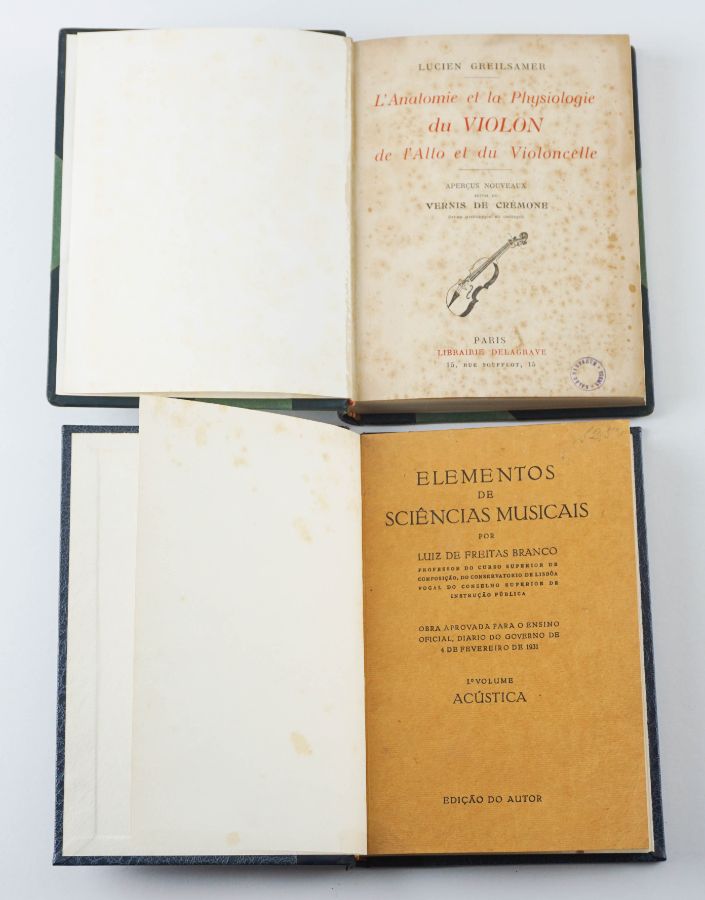 LUCIEN GREILSAMER
L'Anatomie et la Physiologie
du VIOLON
de l'Alto et du Violoncelle
APERÇUS NOUVEAUX
VERNIS DE CRÉMONE
PARIS
LIBRAIRIE DELAGRAVE
15, RUE SOUFFLOT, 15
ELEMENTOS
DE
SCIÊNCIAS MUSICAIS
POR
LUIZ DE FREITAS BRANCO
PROFESSOR DO CURSO SUPERIOR DE
COMPOSIÇÃO, DO CONSERVATORIO DE LISBÔA
VOGAL DO CONSELHO SUPERIOR DE
INSTRUÇÃO PÚBLICA
OBRA APROVADA PARA O ENSINO
OFICIAL, DIARIO DO GOVERNO DE
4 DE FEVEREIRO DE 1931
1º VOLUME
ACÚSTICA
EDIÇÃO DO AUTOR